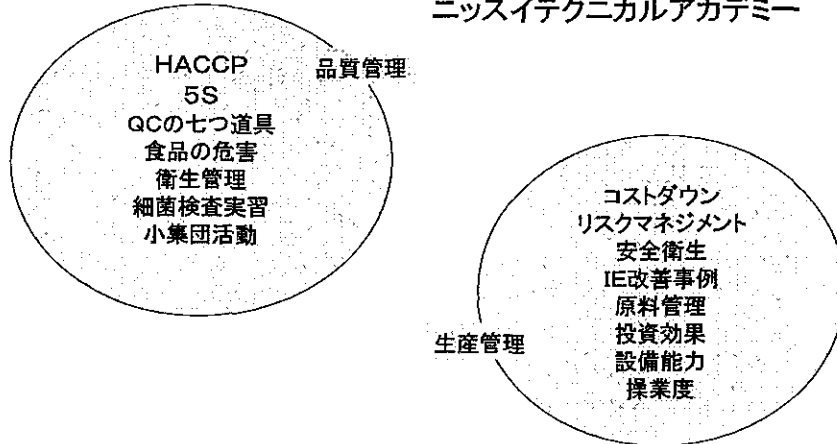 ニッスイテクニカルアカデミー
品質管理
HACCP
5S
QCの七つ道具
食品の危害
衛生管理
細菌検査実習
小集団活動
生産管理
コストダウン
リスクマネジメント
安全衛生
IE改善事例
原料管理
投資効果
設備能力
操業度